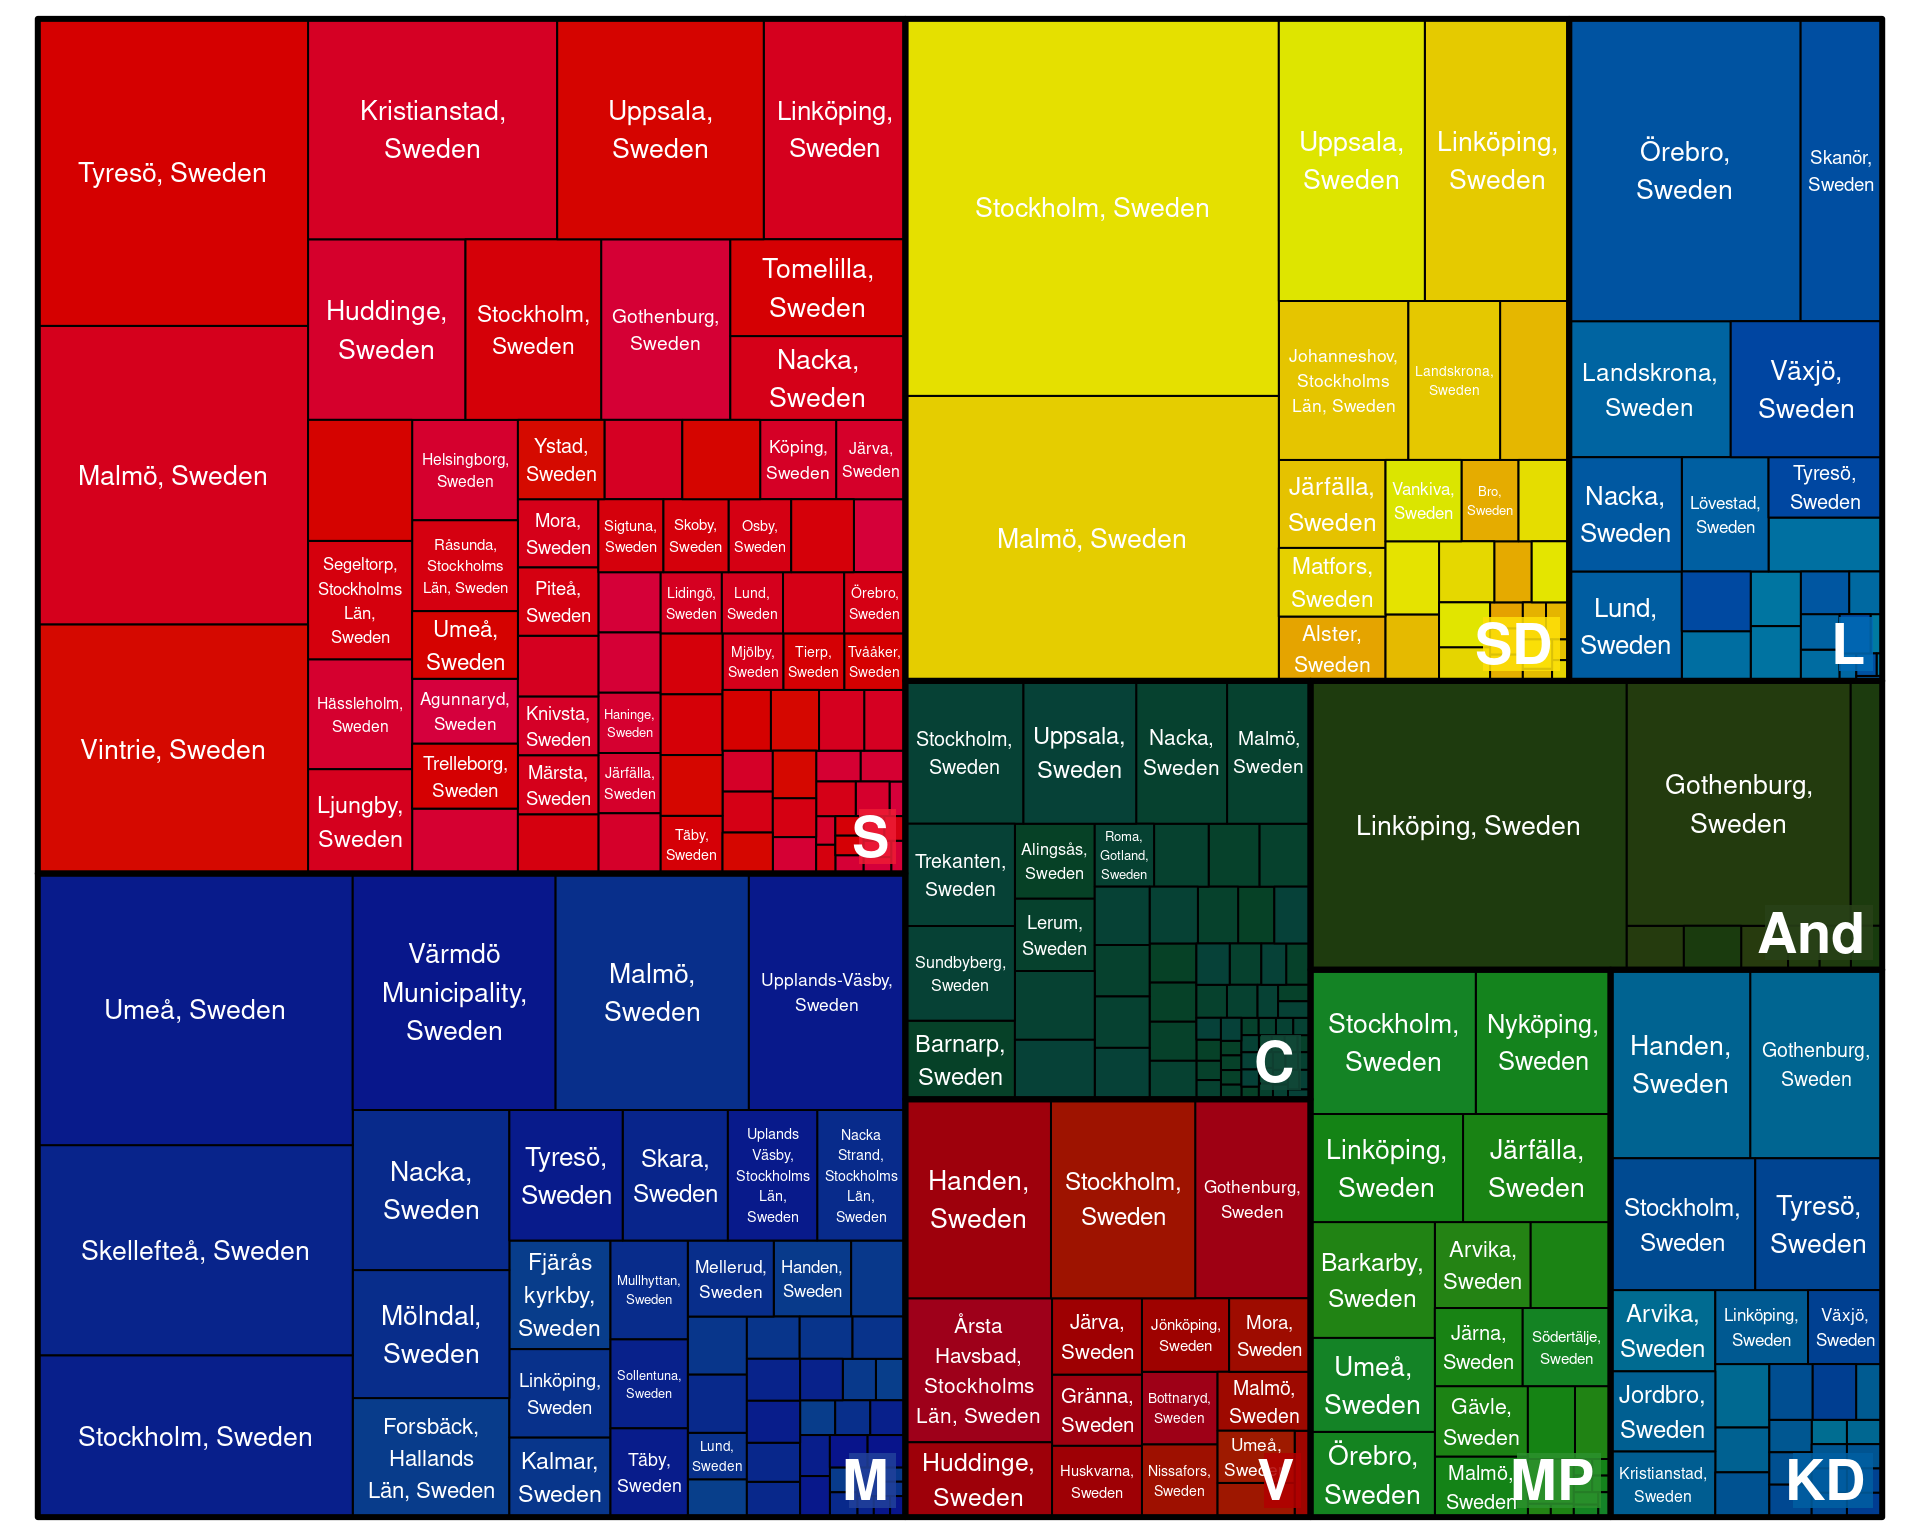 Tyresö, Sweden
Malmö, Sweden
Vintrie, Sweden
Kristianstad,
Sweden
Uppsala,
Sweden
Linköping,
Sweden
Huddinge,
Sweden
Stockholm,
Sweden
Gothenburg,
Sweden
Tomelilla,
Sweden
Nacka,
Sweden
Segeltorp,
Stockholms
Län,
Sweden
Hässleholm,
Sweden
Ljungby,
Sweden
Helsingborg,
Sweden
Råsunda,
Stockholms
Län, Sweden
Umeå,
Sweden
Agunnaryd,
Sweden
Trelleborg,
Sweden
Ystad,
Sweden
Köping,
Sweden
Järva,
Sweden
Mora,
Sweden
Piteå,
Sweden
Knivsta,
Sweden
Märsta,
Sweden
Sigtuna,
Sweden
Skoby,
Sweden
Osby,
Sweden
Haninge,
Sweden
Järfälla,
Sweden
Lidingö,
Sweden
Lund,
Sweden
Örebro,
Sweden
Mjölby,
Sweden
Tierp,
Sweden
Tvååker,
Sweden
Täby,
Sweden
S
Umeå, Sweden
Skellefteå, Sweden
Stockholm, Sweden
Värmdö
Municipality,
Sweden
Malmö,
Sweden
Upplands-Väsby,
Sweden
Nacka,
Sweden
Mölndal,
Sweden
Forsbäck,
Hallands
Län, Sweden
Tyresö,
Sweden
Skara,
Sweden
Uplands
Väsby,
Stockholms
Län,
Sweden
Nacka
Strand,
Stockholms
Län,
Sweden
Fjärås
kyrkby,
Sweden
Linköping,
Sweden
Kalmar,
Sweden
Mullhyttan,
Sweden
Sollentuna,
Sweden
Täby,
Sweden
Mellerud,
Sweden
Handen,
Sweden
Lund,
Sweden
M
Stockholm, Sweden
Malmö, Sweden
Uppsala,
Sweden
Linköping,
Sweden
Johanneshov,
Stockholms
Län, Sweden
Landskrona,
Sweden
Järfälla,
Sweden
Matfors,
Sweden
Alster,
Sweden
Vankiva,
Sweden
Bro,
Sweden
SD
Örebro,
Sweden
Skanör,
Sweden
Landskrona,
Sweden
Växjö,
Sweden
Nacka,
Sweden
Lövestad,
Sweden
Tyresö,
Sweden
Lund,
Sweden
L
Stockholm,
Sweden
Uppsala,
Sweden
Nacka,
Sweden
Malmö,
Sweden
Trekanten,
Sweden
Sundbyberg,
Sweden
Barnarp,
Sweden
Alingsås,
Sweden
Lerum,
Sweden
Roma,
Gotland,
Sweden
C
Linköping, Sweden
Gothenburg,
Sweden
And
Handen,
Sweden
Stockholm,
Sweden
Gothenburg,
Sweden
Årsta
Havsbad,
Stockholms
Län, Sweden
Huddinge,
Sweden
Järva,
Sweden
Gränna,
Sweden
Huskvarna,
Sweden
Jönköping,
Sweden
Mora,
Sweden
Bottnaryd,
Sweden
Nissafors,
Sweden
Malmö,
Sweden
Umeå,
Sweden
V
Stockholm,
Sweden
Nyköping,
Sweden
Linköping,
Sweden
Järfälla,
Sweden
Barkarby,
Sweden
Umeå,
Sweden
Örebro,
Sweden
Arvika,
Sweden
Järna,
Sweden
Södertälje,
Sweden
Gävle,
Sweden
Malmö,
Sweden
MP
Handen,
Sweden
Gothenburg,
Sweden
Stockholm,
Sweden
Tyresö,
Sweden
Arvika,
Sweden
Linköping,
Sweden
Växjö,
Sweden
Jordbro,
Sweden
Kristianstad,
Sweden
KD